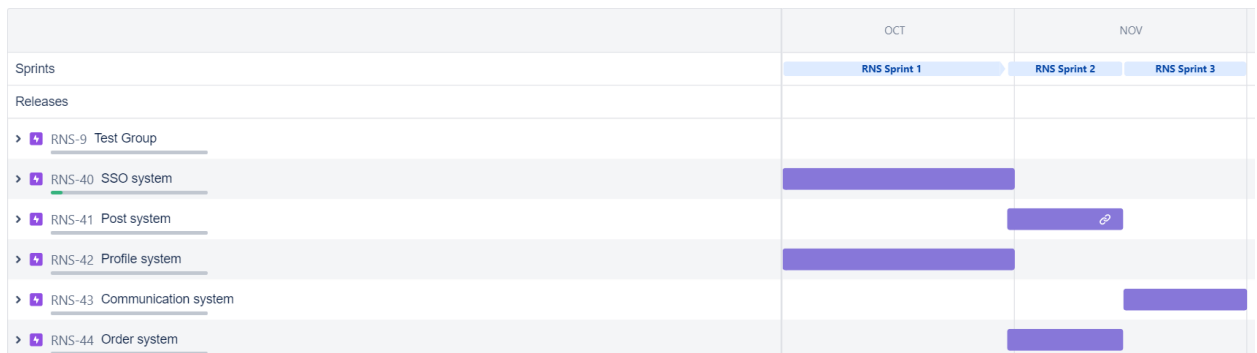 OCT NOV
Sprints RNS Sprint 1 RNS Sprint 2 RNS Sprint 3
Releases
RNS-9 Test Group
RNS-40 SSO system
RNS-41 Post system
RNS-42 Profile system
RNS-43 Communication system
RNS-44 Order system